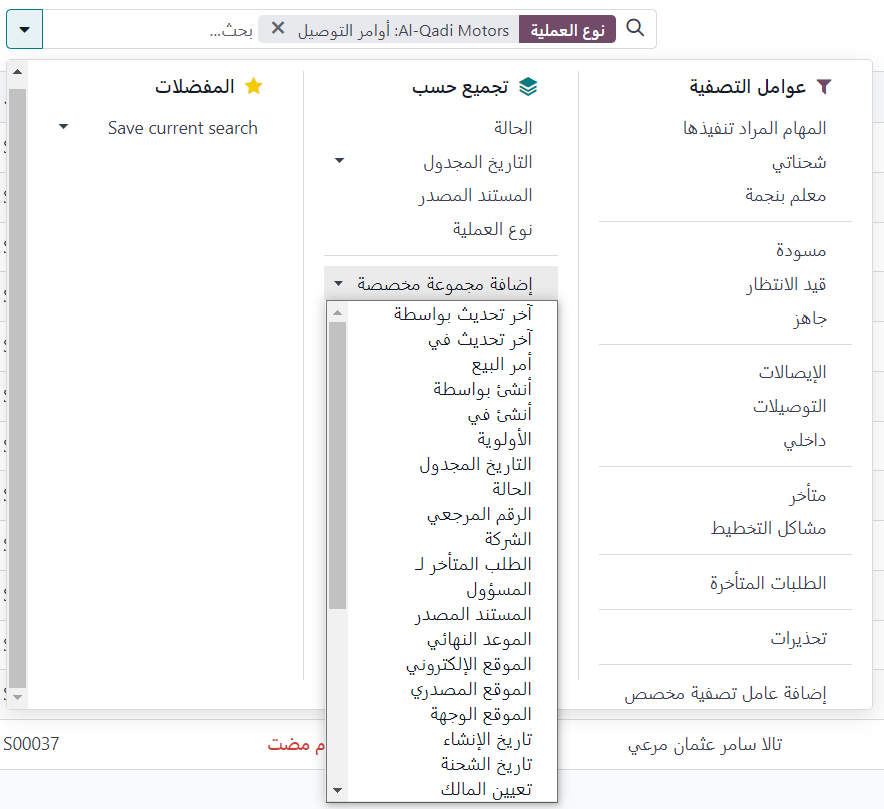 نوع العملية Al-Qadi Motors: أوامر التوصيل ✕ بحث...
عوامل التصفية
المهام المراد تنفيذها
شحناتي
معلم بنجمة
مسودة
قيد الانتظار
جاهز
الإيصالات
التوصيلات
داخلي
متأخر
مشاكل التخطيط
الطلبات المتأخرة
تحذيرات
إضافة عامل تصفية مخصص
تجميع حسب
الحالة
التاريخ المجدول
المستند المصدر
نوع العملية
إضافة مجموعة مخصصة
آخر تحديث بواسطة
آخر تحديث في
أمر البيع
أنشئ بواسطة
أنشئ في
الأولوية
التاريخ المجدول
الحالة
الرقم المرجعي
الشركة
الطلب المتأخر لـ
المسؤول
المستند المصدر
الموعد النهائي
الموقع الإلكتروني
الموقع المصدري
الموقع الوجهة
تاريخ الإنشاء
تاريخ الشحنة
تعيين المالك
المفضلات
Save current search
تالا سامر عثمان مرعي
مضت
S00037